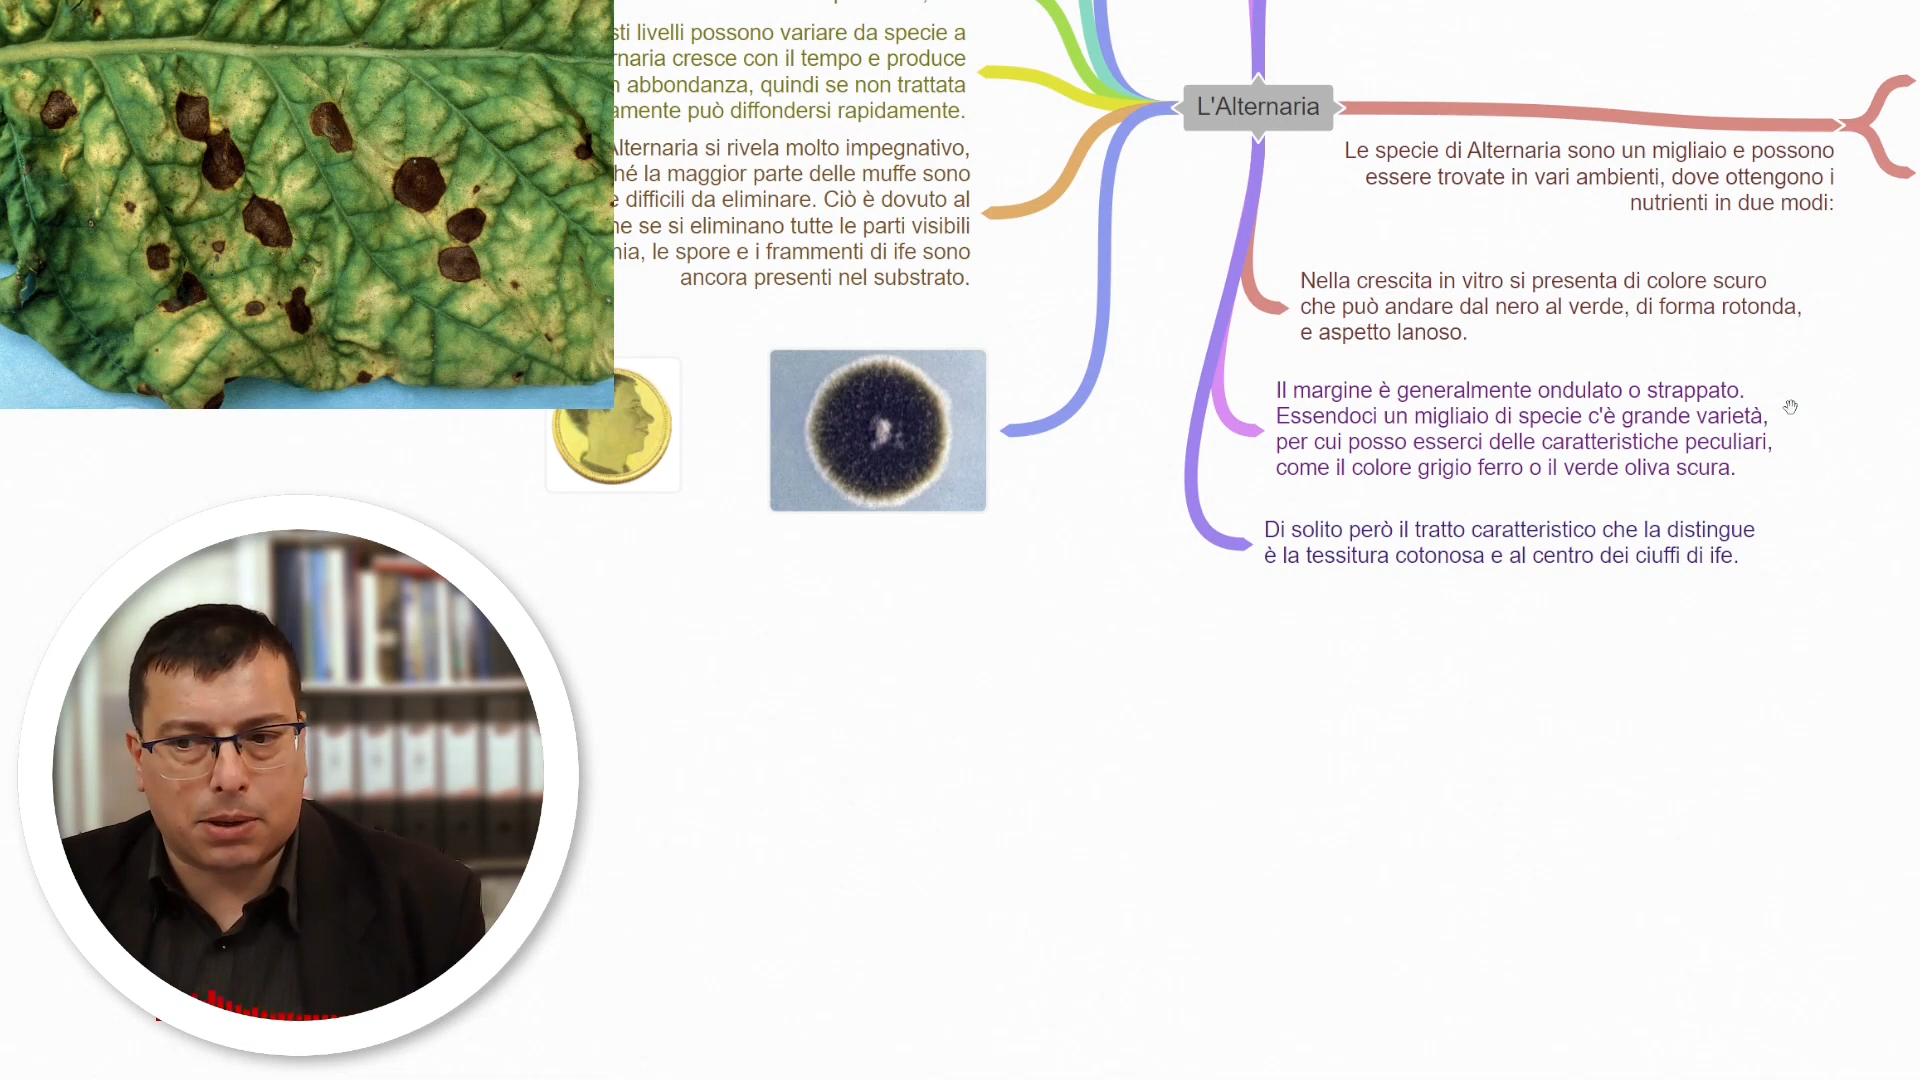 sti livelli possono variare da specie a
rnaria cresce con il tempo e produce
n abbondanza, quindi se non trattata
amente può diffondersi rapidamente.
Alternaria si rivela molto impegnativo,
hé la maggior parte delle muffe sono
e difficili da eliminare. Ciò è dovuto al
ne se si eliminano tutte le parti visibili
nia, le spore e i frammenti di ife sono
ancora presenti nel substrato.
L'Alternaria
Le specie di Alternaria sono un migliaio e possono
essere trovate in vari ambienti, dove ottengono i
nutrienti in due modi:
Nella crescita in vitro si presenta di colore scuro
che può andare dal nero al verde, di forma rotonda,
e aspetto lanoso.
Il margine è generalmente ondulato o strappato.
Essendoci un migliaio di specie c'è grande varietà,
per cui posso esserci delle caratteristiche peculiari,
come il colore grigio ferro o il verde oliva scura.
Di solito però il tratto caratteristico che la distingue
è la tessitura cotonosa e al centro dei ciuffi di ife.